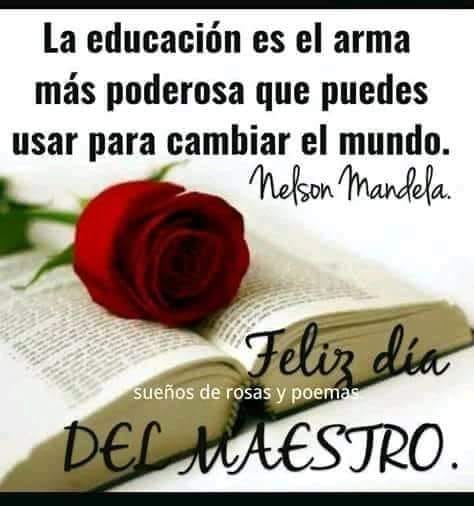 La educación es el arma
más poderosa que puedes
usar para cambiar el mundo.
Nelson Mandela.
Feliz día
sueños de rosas y poemas
DEL MAESTRO.